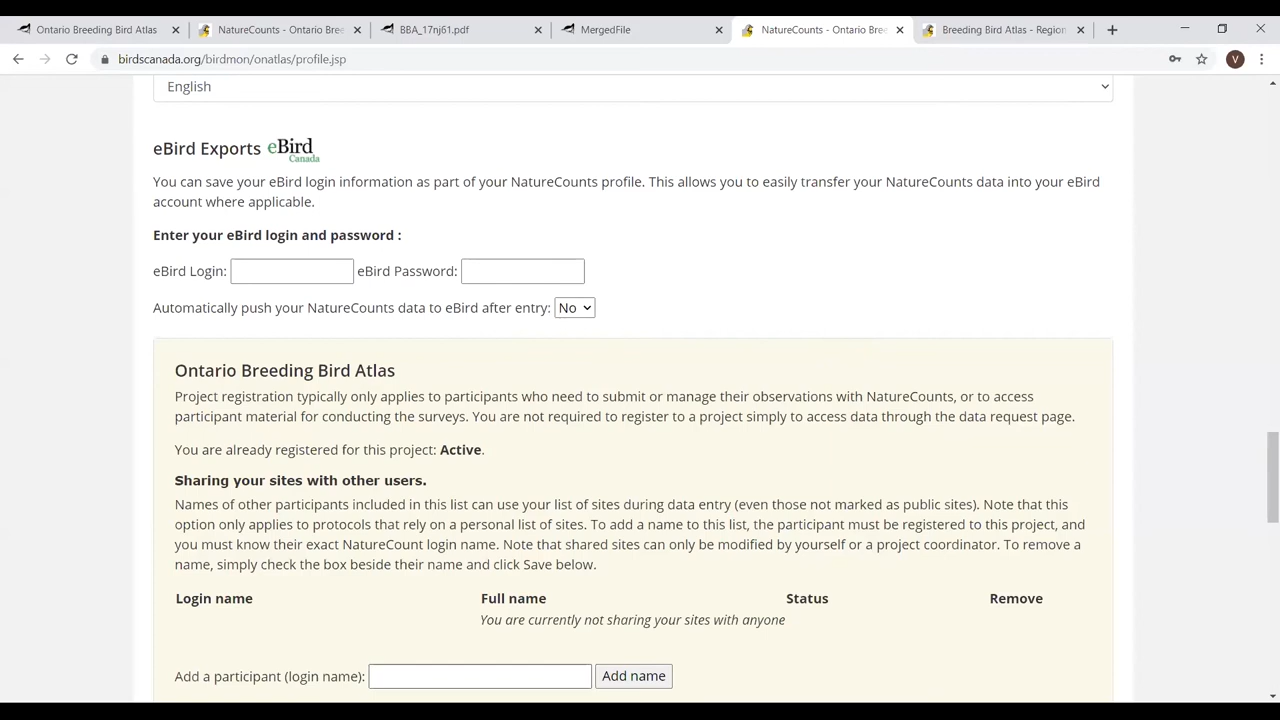 Ontario Breeding Bird Atlas
NatureCounts - Ontario Bree
BBA_17nj61.pdf
MergedFile
NatureCounts - Ontario Bree
Breeding Bird Atlas - Region
birdscanada.org/birdmon/onatlas/profile.jsp
V
English
eBird Exports eBird Canada
You can save your eBird login information as part of your NatureCounts profile. This allows you to easily transfer your NatureCounts data into your eBird
account where applicable.
Enter your eBird login and password :
eBird Login: eBird Password:
Automatically push your NatureCounts data to eBird after entry: No
Ontario Breeding Bird Atlas
Project registration typically only applies to participants who need to submit or manage their observations with NatureCounts, or to access
participant material for conducting the surveys. You are not required to register to a project simply to access data through the data request page.
You are already registered for this project: Active.
Sharing your sites with other users.
Names of other participants included in this list can use your list of sites during data entry (even those not marked as public sites). Note that this
option only applies to protocols that rely on a personal list of sites. To add a name to this list, the participant must be registered to this project, and
you must know their exact NatureCount login name. Note that shared sites can only be modified by yourself or a project coordinator. To remove a
name, simply check the box beside their name and click Save below.
Login name Full name Status Remove
You are currently not sharing your sites with anyone
Add a participant (login name): Add name